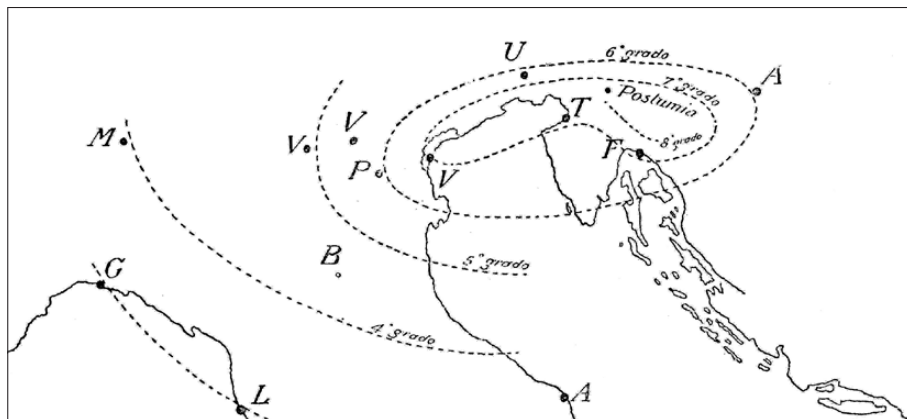 U
6° grado
A
7° grado
Postumia
T
M
V
V
F
8° grado
P
V
G
B
5° grado
4° grado
L
A